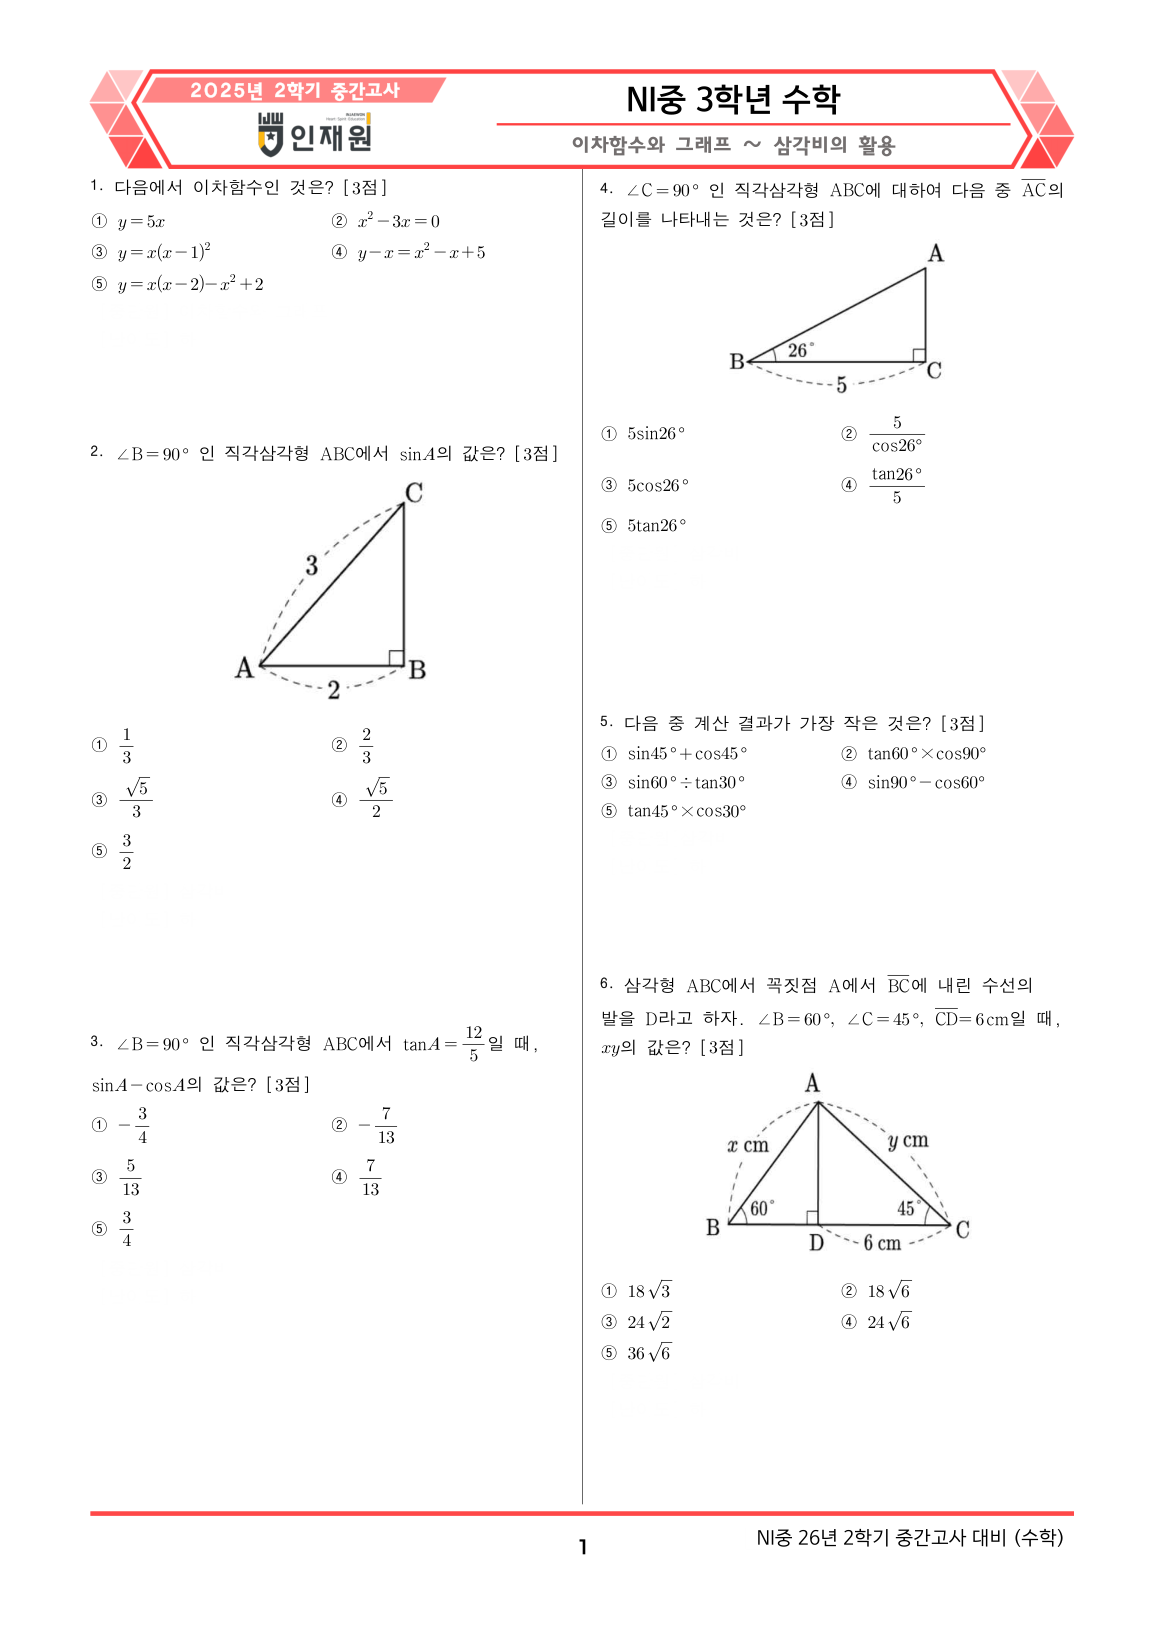 2025년 2학기 중간고사
인재원
NI중 3학년 수학
이차함수와 그래프 ~ 삼각비의 활용
1. 다음에서 이차함수인 것은? [3점]
① y=5x ② x²-3x=0
③ y=x(x-1)² ④ y-x=x²-x+5
⑤ y=x(x-2)-x²+2
2. ∠B=90° 인 직각삼각형 ABC에서 sinA의 값은? [3점]
C
3
A
B
2
① 1/3 ② 2/3
③ √5/3 ④ √5/2
⑤ 3/2
3. ∠B=90° 인 직각삼각형 ABC에서 tanA=12/5일 때,
sinA-cosA의 값은? [3점]
① -3/4 ② -7/13
③ 5/13 ④ 7/13
⑤ 3/4
4. ∠C=90° 인 직각삼각형 ABC에 대하여 다음 중 A̅C̅의
길이를 나타내는 것은? [3점]
A
26°
B
C
5
① 5sin26° ② 5/cos26°
③ 5cos26° ④ tan26°/5
⑤ 5tan26°
5. 다음 중 계산 결과가 가장 작은 것은? [3점]
① sin45°+cos45° ② tan60°×cos90°
③ sin60°÷tan30° ④ sin90°-cos60°
⑤ tan45°×cos30°
6. 삼각형 ABC에서 꼭짓점 A에서 B̅C̅에 내린 수선의
발을 D라고 하자. ∠B=60°, ∠C=45°, C̅D̅=6cm일 때,
xy의 값은? [3점]
A
x cm y cm
60° 45°
B D C
6 cm
① 18√3 ② 18√6
③ 24√2 ④ 24√6
⑤ 36√6
1
NI중 26년 2학기 중간고사 대비 (수학)